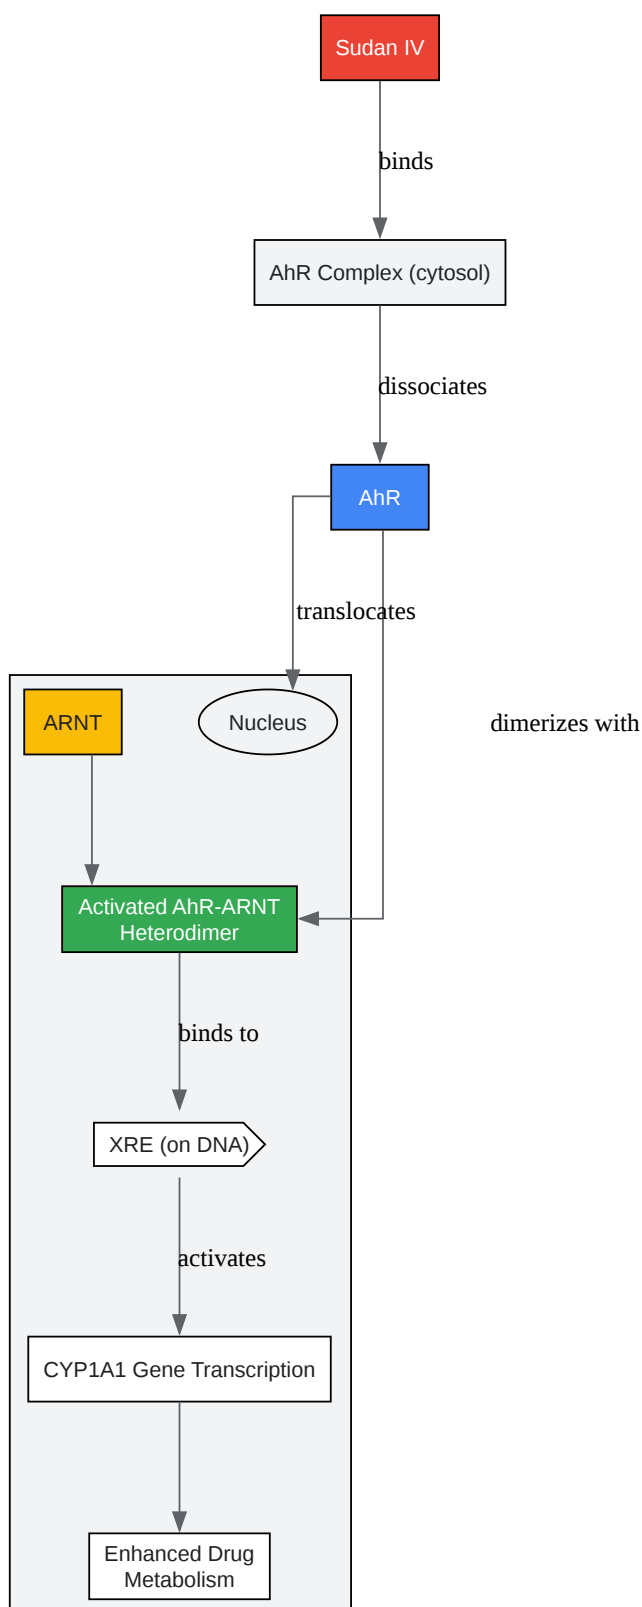 Sudan IV
binds
AhR Complex (cytosol)
dissociates
AhR
translocates
ARNT
Nucleus
dimerizes with
Activated AhR-ARNT
Heterodimer
binds to
XRE (on DNA)
activates
CYP1A1 Gene Transcription
Enhanced Drug
Metabolism